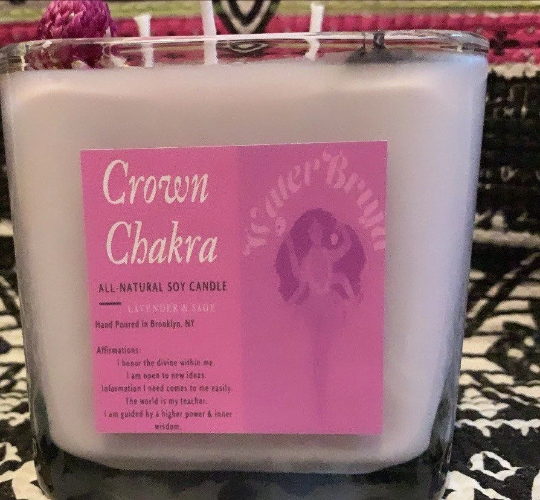 Crown
Chakra
ALL-NATURAL SOY CANDLE
LAVENDER & SAGE
Hand Poured in Brooklyn, NY
Affirmations:
I honor the divine within me.
I am open to new ideas.
Information I need comes to me easily.
The world is my teacher.
I am guided by a higher power & inner
wisdom.
Water Bruja